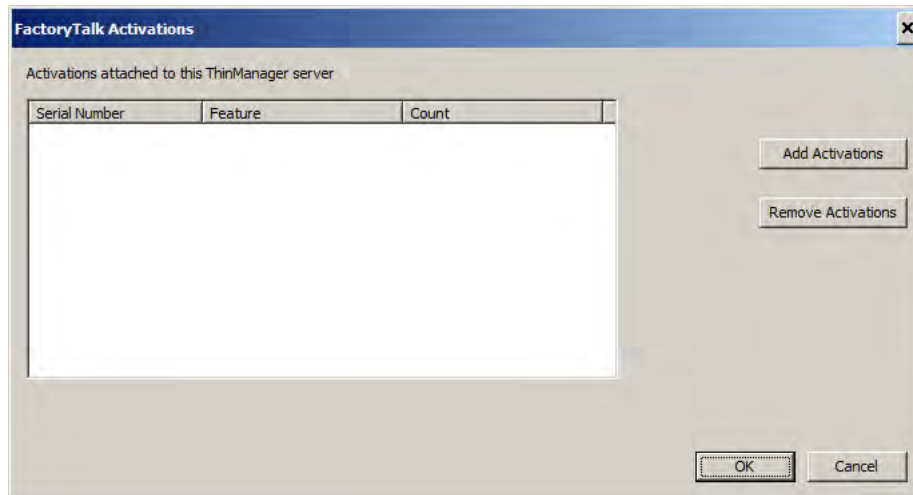 FactoryTalk Activations
Activations attached to this ThinManager server
Serial Number Feature Count
Add Activations
Remove Activations
OK Cancel